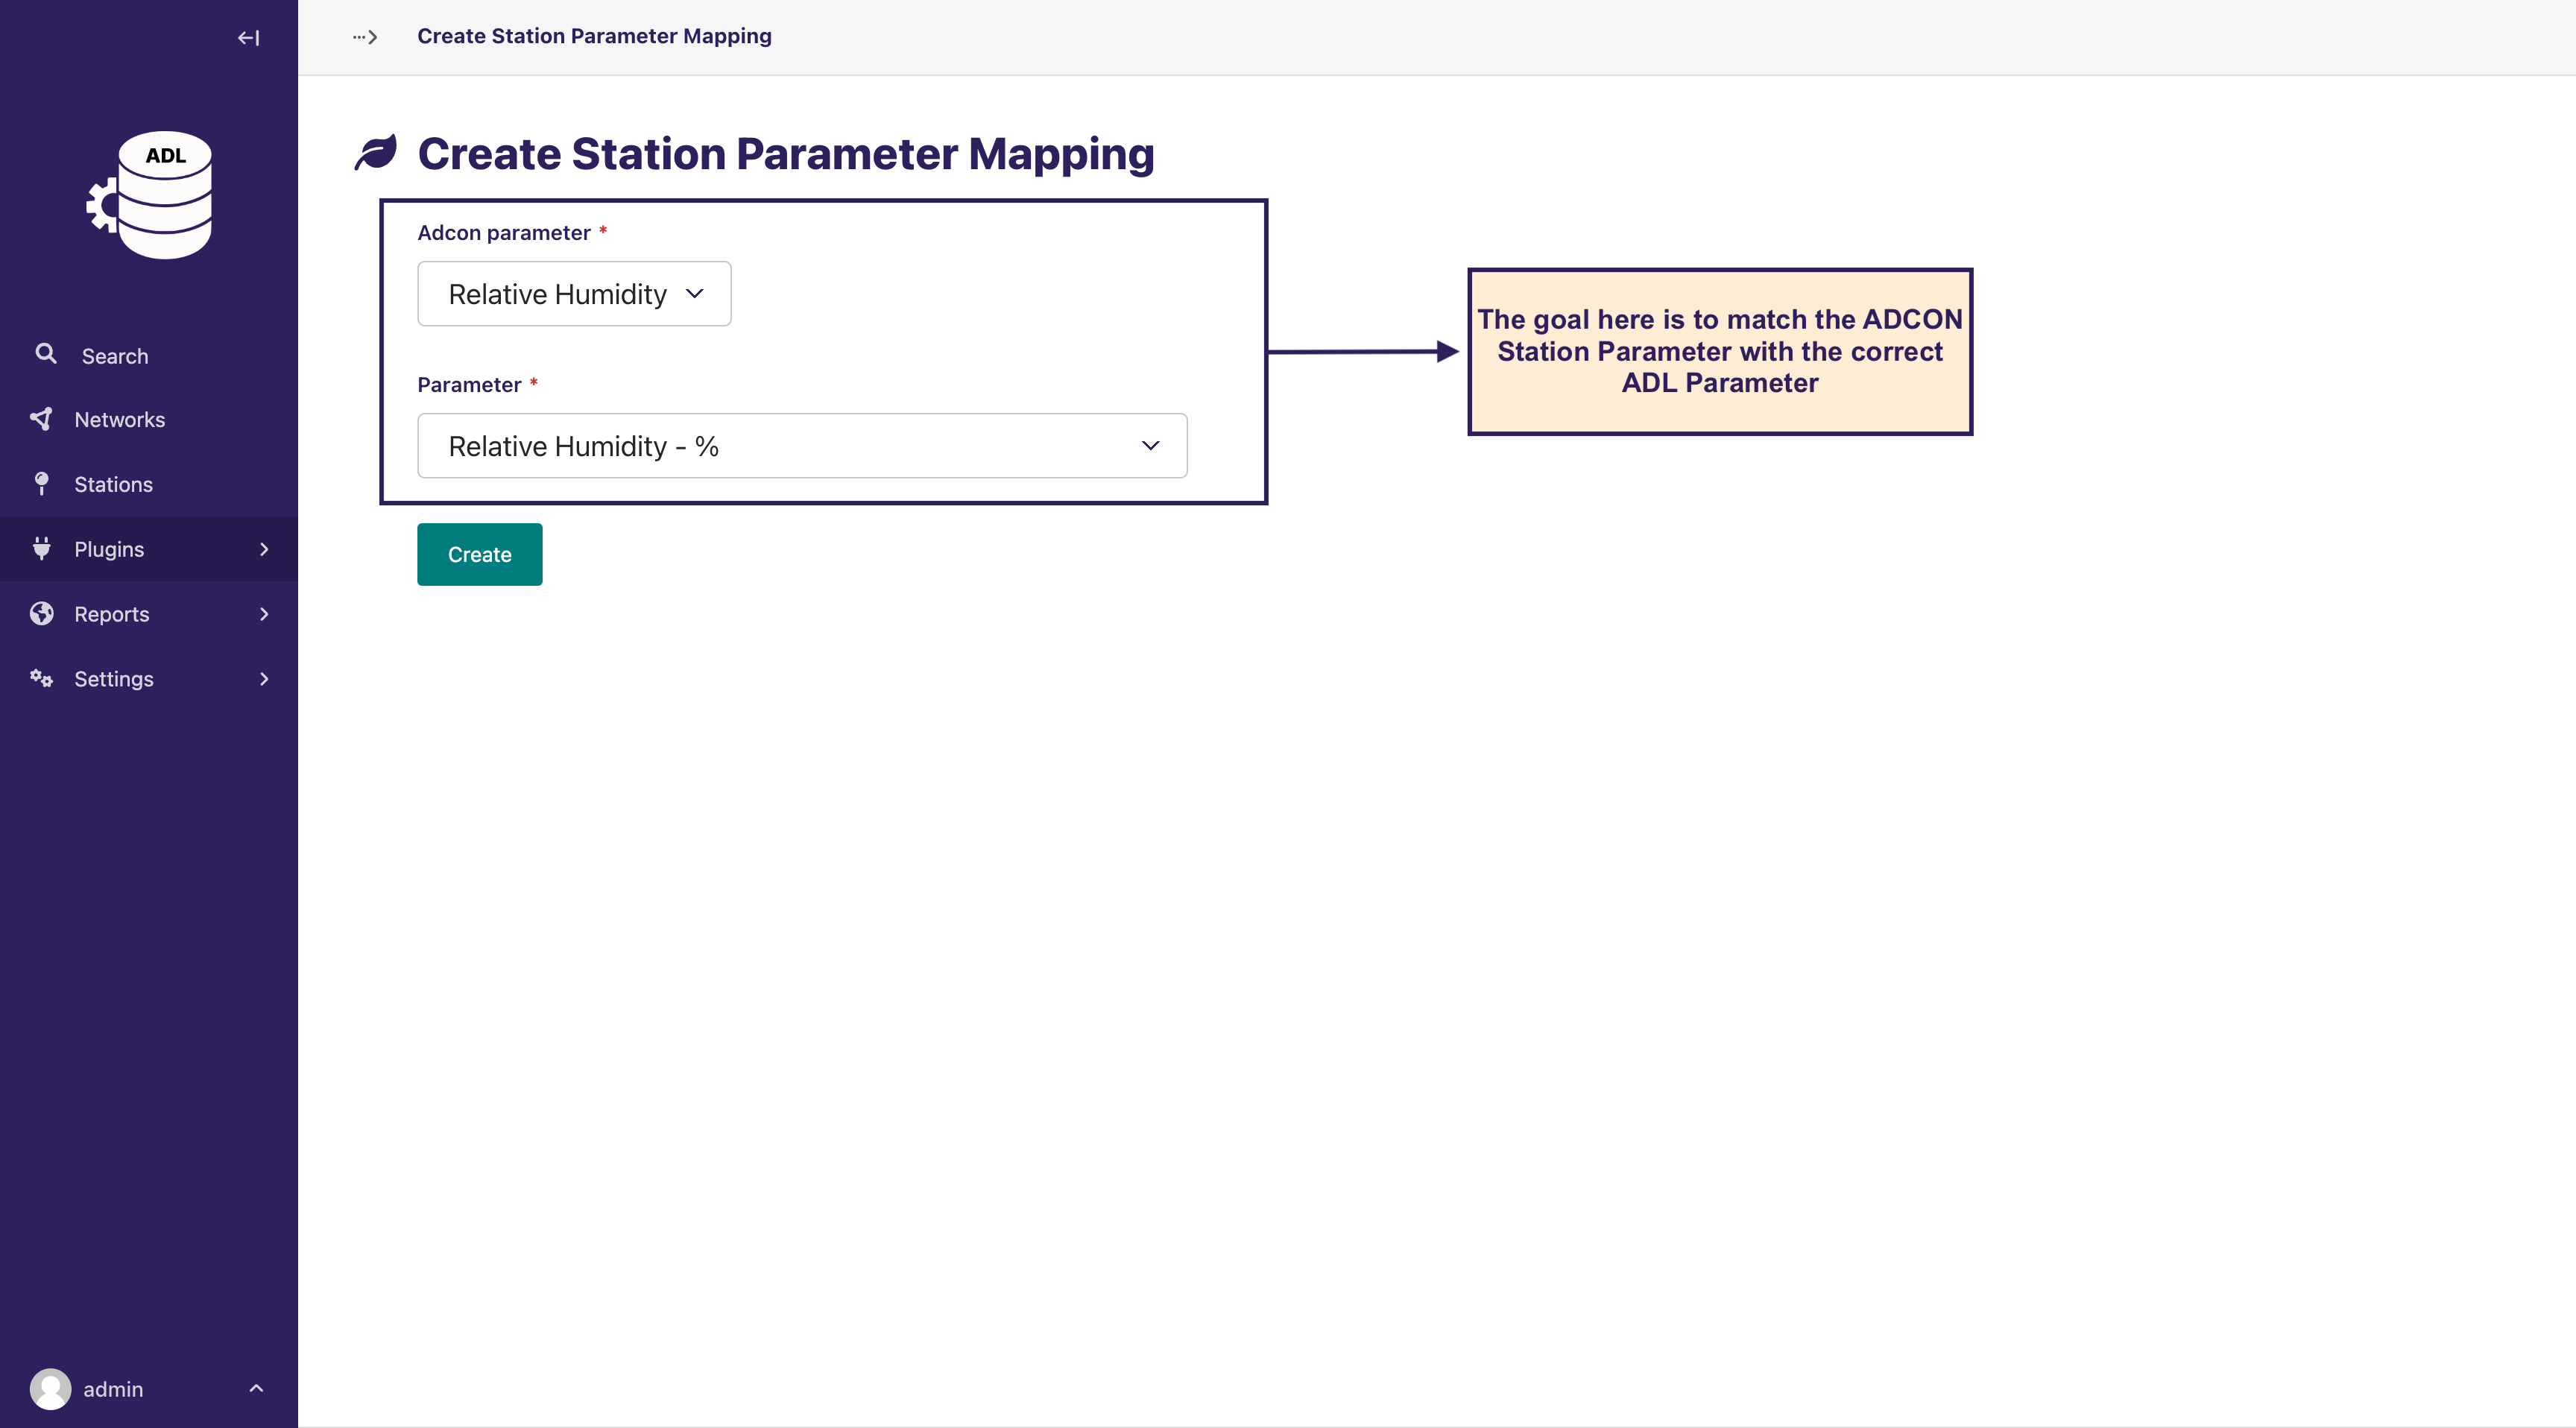 Create Station Parameter Mapping
ADL
Search
Networks
Stations
Plugins
Reports
Settings
admin
Create Station Parameter Mapping
Adcon parameter *
Relative Humidity
Parameter *
Relative Humidity - %
Create
The goal here is to match the ADCON
Station Parameter with the correct
ADL Parameter